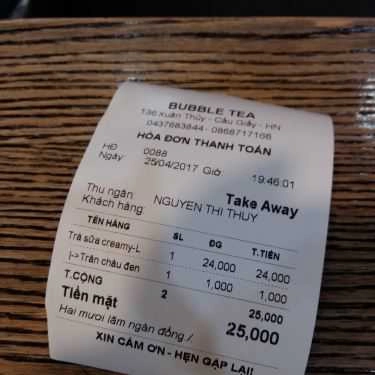 BUBBLE TEA
136 Xuân Thủy - Cầu Giấy - HN
0437683844 - 0868717166
HÓA ĐƠN THANH TOÁN
HĐ 0088
Ngày 25/04/2017 Giờ 19:46:01
Take Away
Thu ngân NGUYEN THI THUY
Khách hàng:
TÊN HÀNG SL ĐG T.TIỀN
Trà sữa creamy-L 1 24,000 24,000
|-> Trân châu đen 1 1,000 1,000
T.CỘNG 2 25,000
Tiền mặt 25,000
Hai mươi lăm ngàn đồng /
XIN CÁM ƠN - HẸN GẶP LẠI!